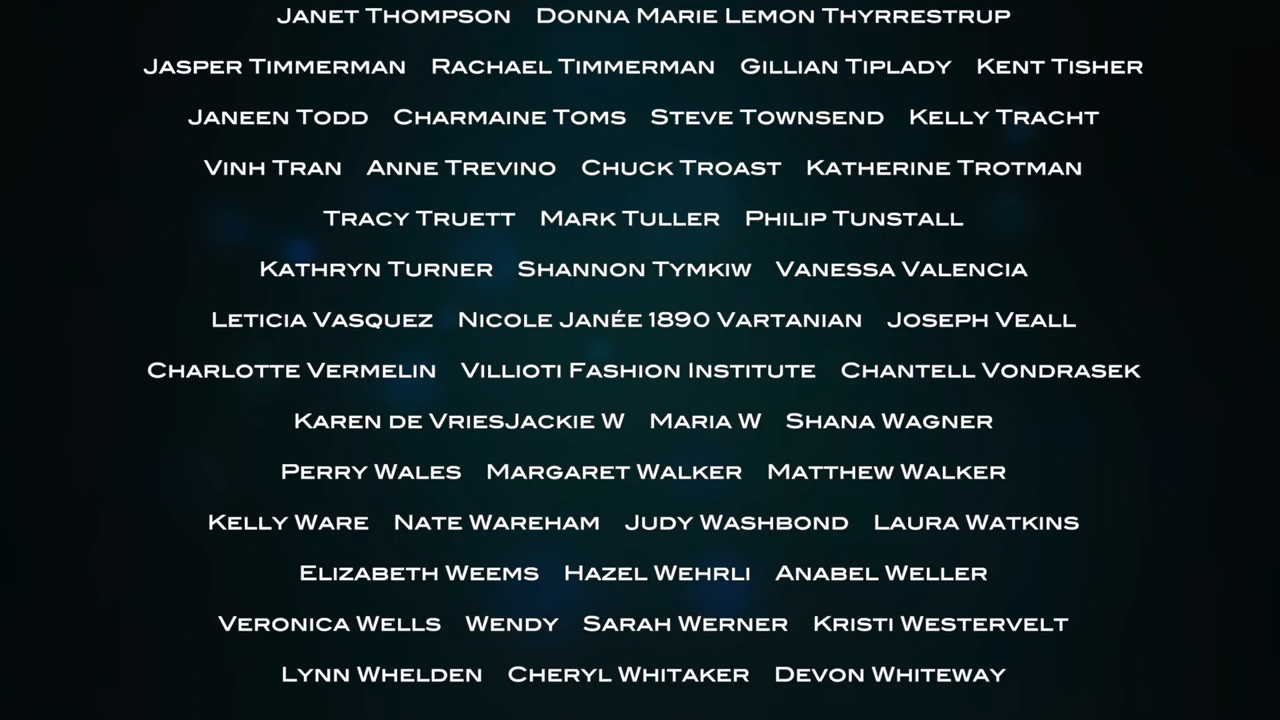 Janet Thompson Donna Marie Lemon Thyrrestrup
Jasper Timmerman Rachael Timmerman Gillian Tiplady Kent Tisher
Janeen Todd Charmaine Toms Steve Townsend Kelly Tracht
Vinh Tran Anne Trevino Chuck Troast Katherine Trotman
Tracy Truett Mark Tuller Philip Tunstall
Kathryn Turner Shannon Tymkiw Vanessa Valencia
Leticia Vasquez Nicole Janée 1890 Vartanian Joseph Veall
Charlotte Vermelin Villioti Fashion Institute Chantell Vondrasek
Karen de VriesJackie W Maria W Shana Wagner
Perry Wales Margaret Walker Matthew Walker
Kelly Ware Nate Wareham Judy Washbond Laura Watkins
Elizabeth Weems Hazel Wehrli Anabel Weller
Veronica Wells Wendy Sarah Werner Kristi Westervelt
Lynn Whelden Cheryl Whitaker Devon Whiteway